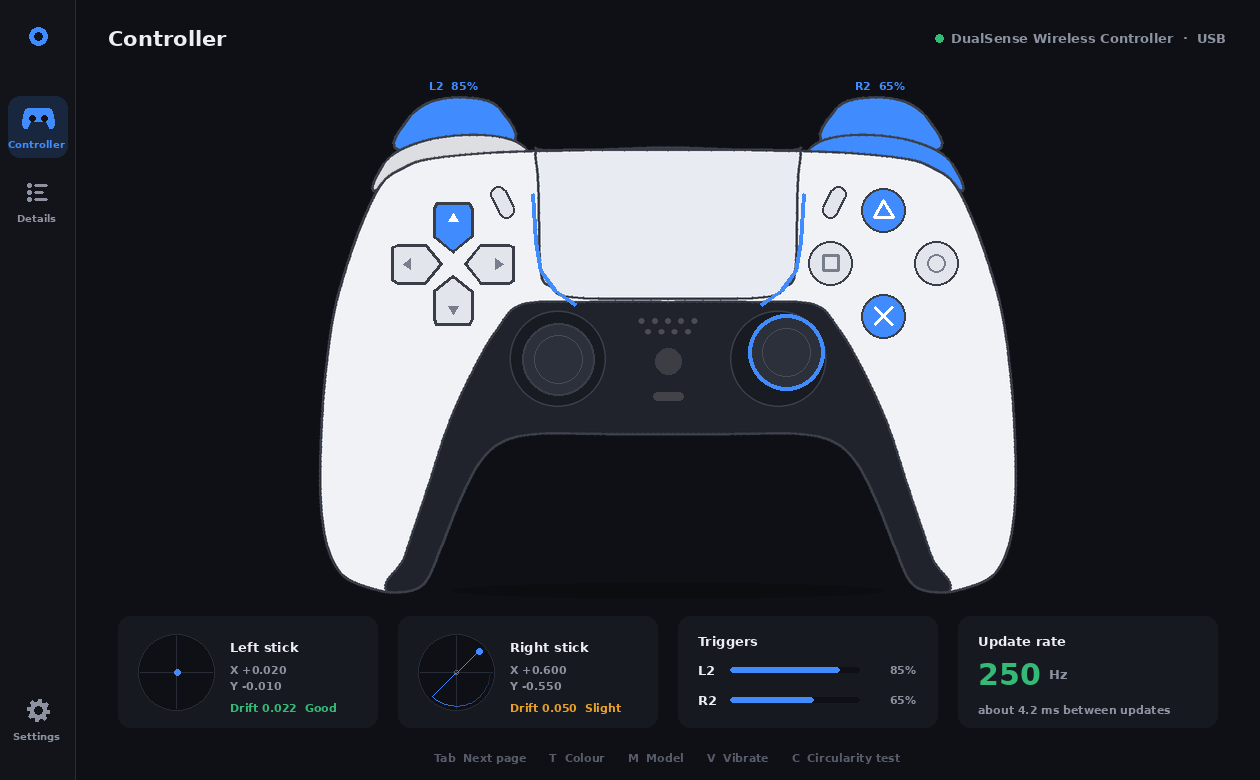 Controller
DualSense Wireless Controller · USB
L2 85%
R2 65%
Controller
Details
Settings
Left stick
X +0.020
Y -0.010
Drift 0.022 Good
Right stick
X +0.600
Y -0.550
Drift 0.050 Slight
Triggers
L2 85%
R2 65%
Update rate
250 Hz
about 4.2 ms between updates
Tab Next page T Colour M Model V Vibrate C Circularity test